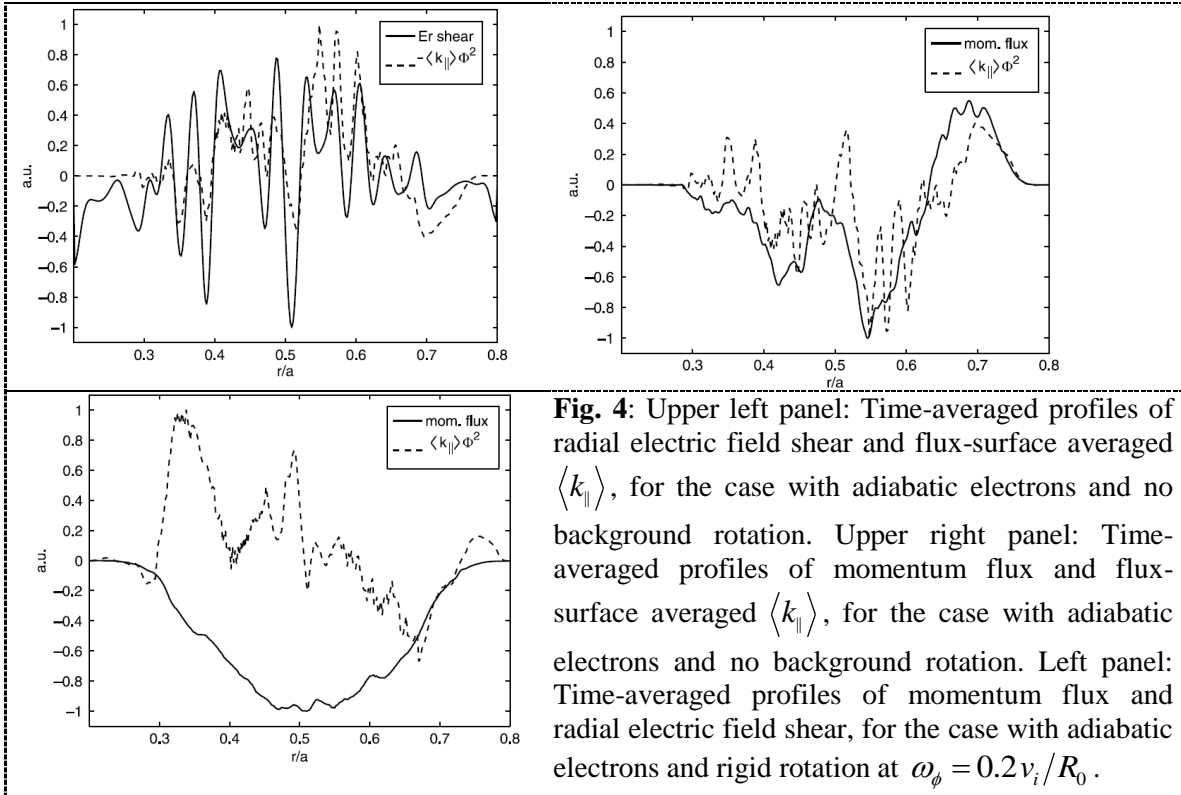 1
0.8
0.6
0.4
0.2
0
−0.2
−0.4
−0.6
−0.8
−1
a.u.
Er shear
-⟨k∥⟩Φ²
0.3 0.4 0.5 0.6 0.7 0.8
r/a
1
0.8
0.6
0.4
0.2
0
−0.2
−0.4
−0.6
−0.8
−1
a.u.
mom. flux
⟨k∥⟩Φ²
0.3 0.4 0.5 0.6 0.7 0.8
r/a
1
0.8
0.6
0.4
0.2
0
−0.2
−0.4
−0.6
−0.8
−1
a.u.
mom. flux
⟨k∥⟩Φ²
0.3 0.4 0.5 0.6 0.7 0.8
r/a
Fig. 4: Upper left panel: Time-averaged profiles of
radial electric field shear and flux-surface averaged
⟨k∥⟩, for the case with adiabatic electrons and no
background rotation. Upper right panel: Time-
averaged profiles of momentum flux and flux-
surface averaged ⟨k∥⟩, for the case with adiabatic
electrons and no background rotation. Left panel:
Time-averaged profiles of momentum flux and
radial electric field shear, for the case with adiabatic
electrons and rigid rotation at ω_ϕ = 0.2 v_i/R_0 .